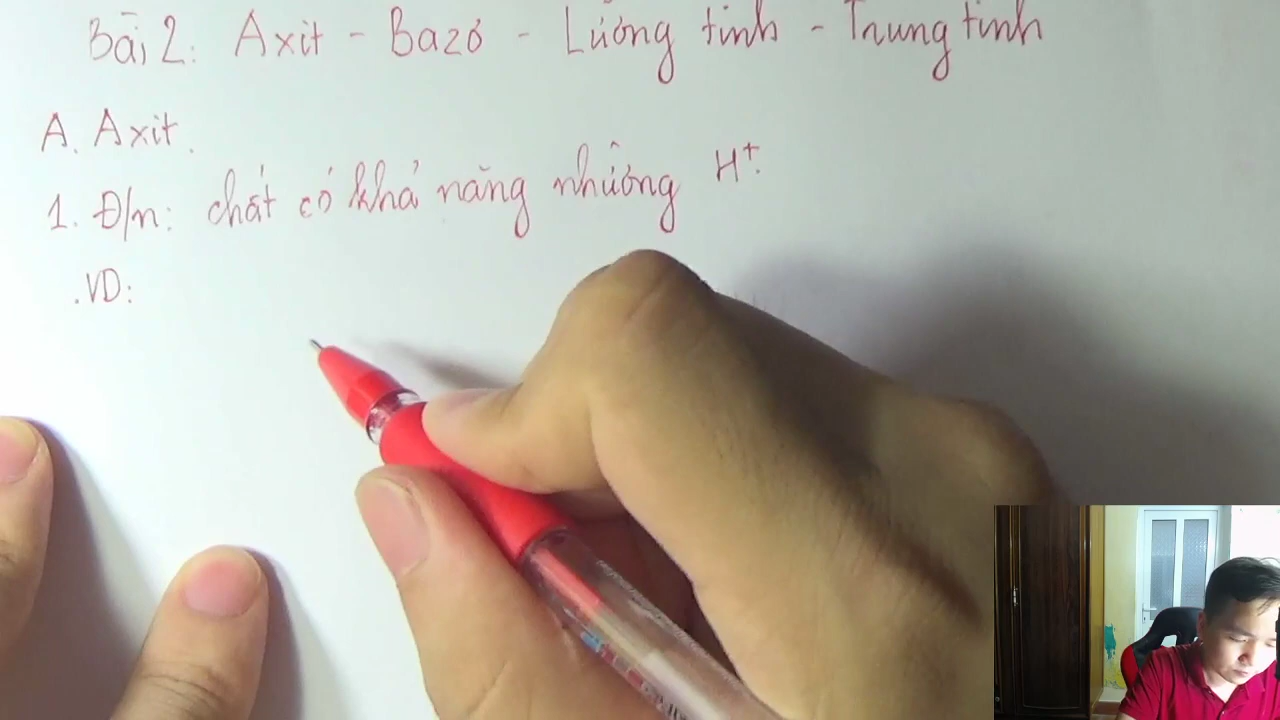 Bài 2: Axit - Bazơ - Lưỡng tính - Trung tính
A. Axit.
1. Đ/n: chất có khả năng nhường H⁺.
.VD: